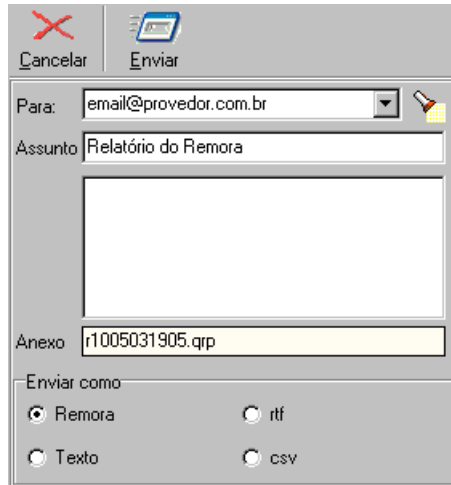 Cancelar Enviar
Para: email@provedor.com.br
Assunto Relatório do Remora
Anexo r1005031905.qrp
Enviar como
Remora rtf
Texto csv